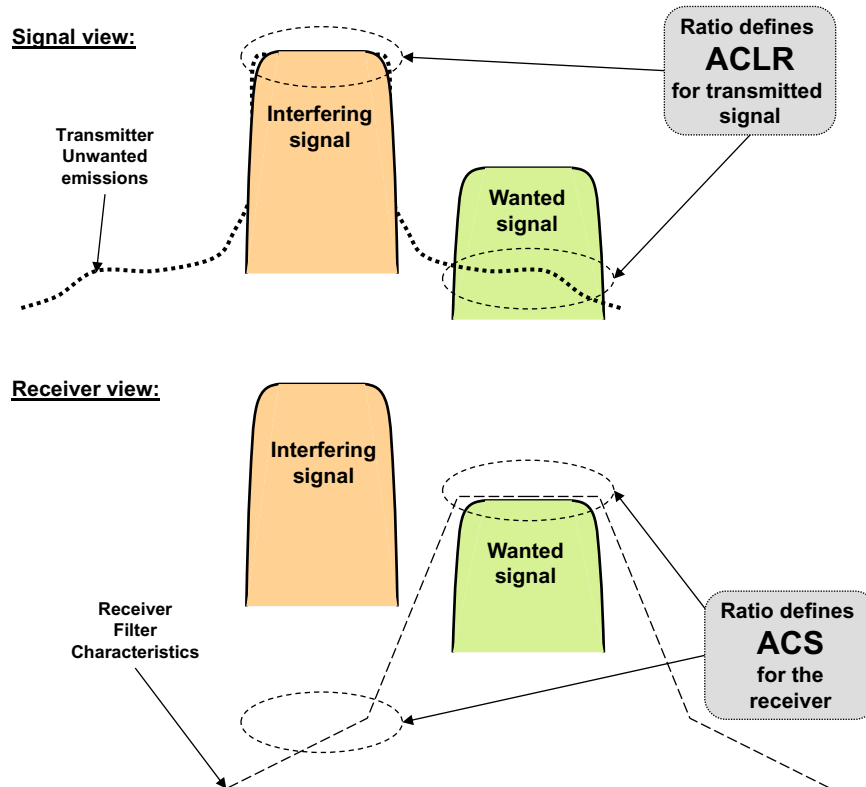 Signal view:
Ratio defines
ACLR
for transmitted
signal
Interfering
signal
Transmitter
Unwanted
emissions
Wanted
signal
Receiver view:
Interfering
signal
Wanted
signal
Receiver
Filter
Characteristics
Ratio defines
ACS
for the
receiver